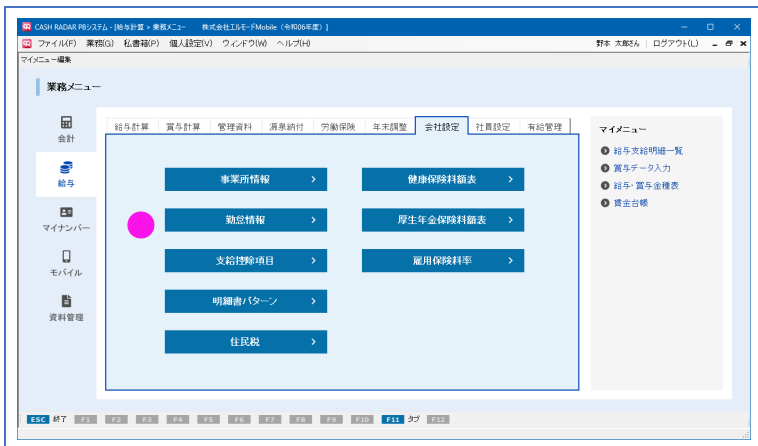 CASH RADAR PBシステム - [給与計算 > 業務メニュー　株式会社エルモードMobile（令和06年度）]
ファイル(F)　業務(G)　私書箱(P)　個人設定(V)　ウィンドウ(W)　ヘルプ(H)　野本 太郎さん | ログアウト(L)
マイメニュー編集
業務メニュー
給与計算　賞与計算　管理資料　源泉納付　労働保険　年末調整　会社設定　社員設定　有給管理
会計
給与
マイナンバー
モバイル
資料管理
事業所情報　健康保険料額表
勤怠情報　厚生年金保険料額表
支給控除項目　雇用保険料率
明細書パターン
住民税
マイメニュー
給与支給明細一覧
賞与データ入力
給与・賞与金種表
賃金台帳
ESC 終了　F1　F2　F3　F4　F5　F6　F7　F8　F9　F10　F11 タブ　F12